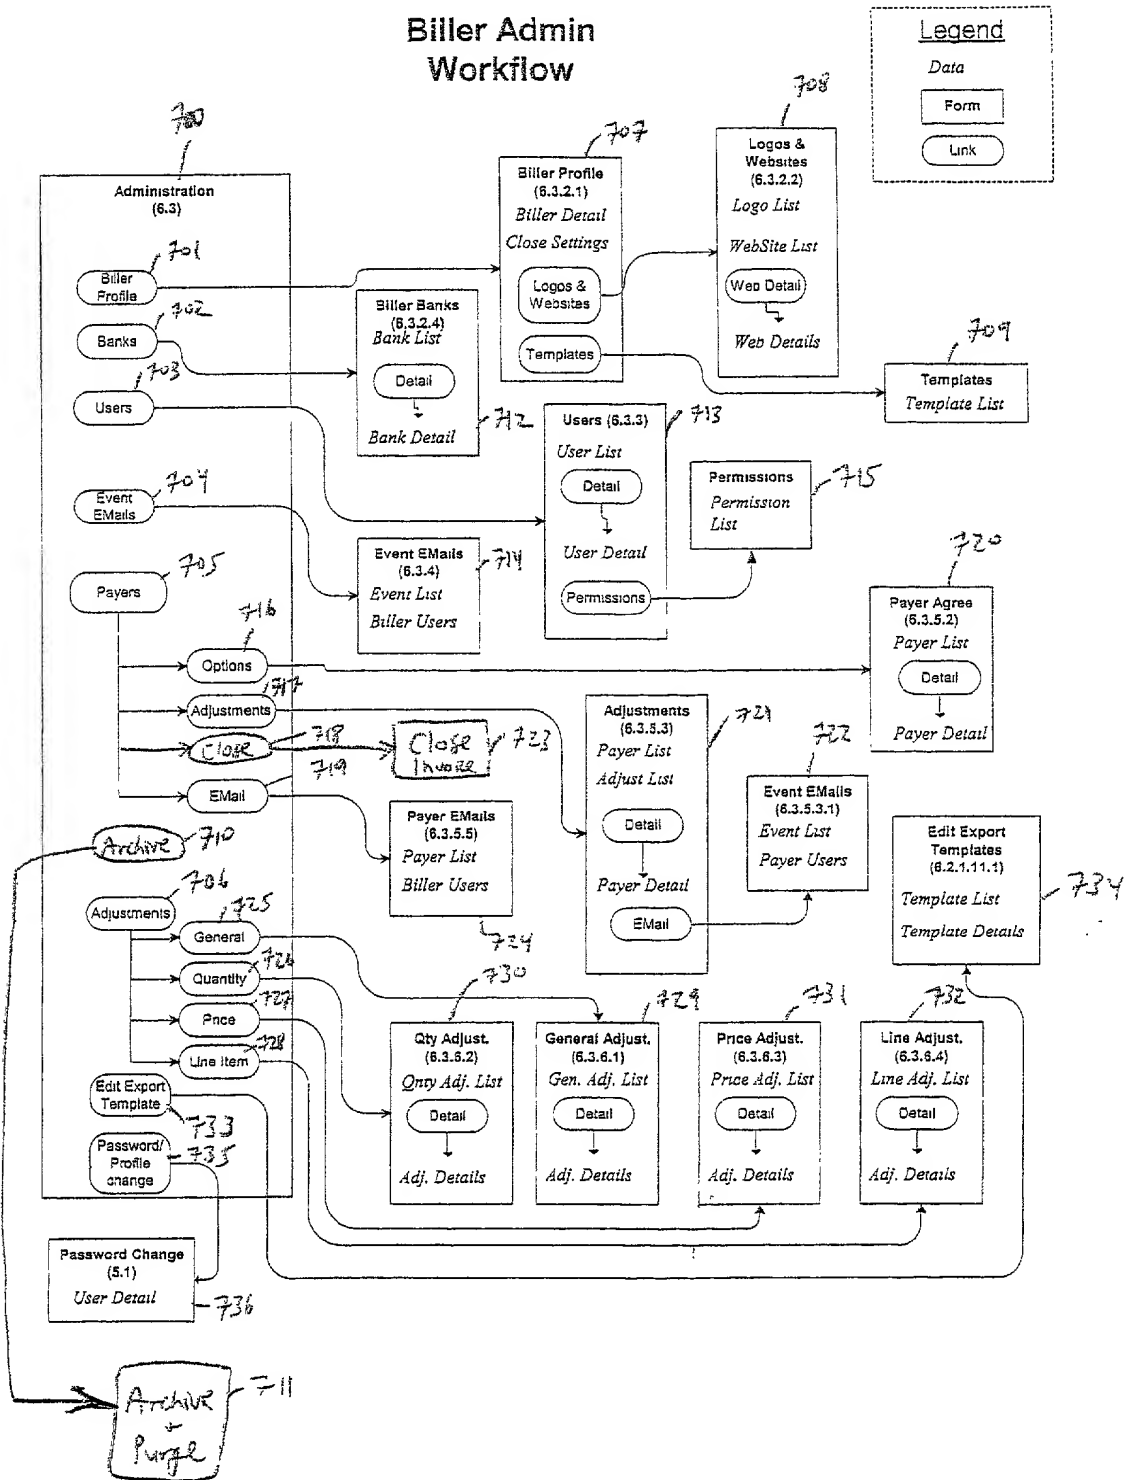 Biller Admin
Workflow
Legend
Data
Form
Link
700
Administration
(6.3)
701
Biller
Profile
702
Banks
703
Users
704
Event
EMails
705
Payers
716
Options
717
Adjustments
718
Close
719
EMail
710
Archive
706
Adjustments
725
General
726
Quantity
727
Price
728
Line Item
Edit Export
Template
733
Password/
Profile
change
735
707
Biller Profile
(6.3.2.1)
Biller Detail
Close Settings
Logos &
Websites
Templates
708
Logos &
Websites
(6.3.2.2)
Logo List
WebSite List
Web Detail
Web Details
709
Templates
Template List
Biller Banks
(6.3.2.4)
Bank List
Detail
Bank Detail
712
Users (6.3.3)
713
User List
Detail
User Detail
Permissions
Permissions
Permission
List
715
Event EMails
(6.3.4)
Event List
Biller Users
714
720
Payer Agree
(6.3.5.2)
Payer List
Detail
Payer Detail
Close
Invoice
723
Adjustments
(6.3.5.3)
Payer List
Adjust List
Detail
Payer Detail
EMail
721
722
Event EMails
(6.3.5.3.1)
Event List
Payer Users
Payer EMails
(6.3.5.5)
Payer List
Biller Users
724
Edit Export
Templates
(6.2.1.11.1)
Template List
Template Details
734
730
Qty Adjust.
(6.3.6.2)
Qnty Adj. List
Detail
Adj. Details
729
General Adjust.
(6.3.6.1)
Gen. Adj. List
Detail
Adj. Details
731
Price Adjust.
(6.3.6.3)
Price Adj. List
Detail
Adj. Details
732
Line Adjust.
(6.3.6.4)
Line Adj. List
Detail
Adj. Details
Password Change
(5.1)
User Detail
736
Archive
+
Purge
711